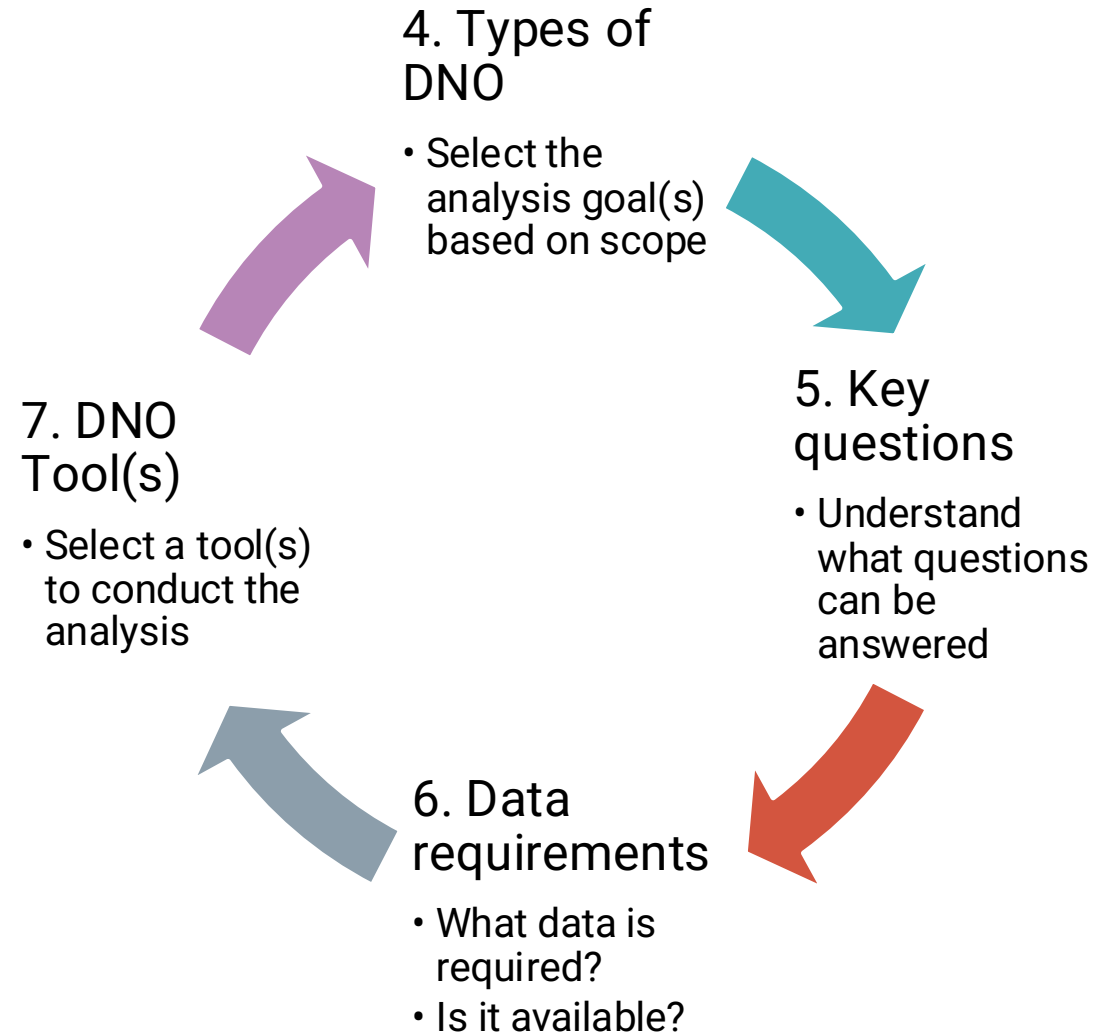 4. Types of
DNO
• Select the
analysis goal(s)
based on scope
5. Key
questions
• Understand
what questions
can be
answered
6. Data
requirements
• What data is
required?
• Is it available?
7. DNO
Tool(s)
• Select a tool(s)
to conduct the
analysis